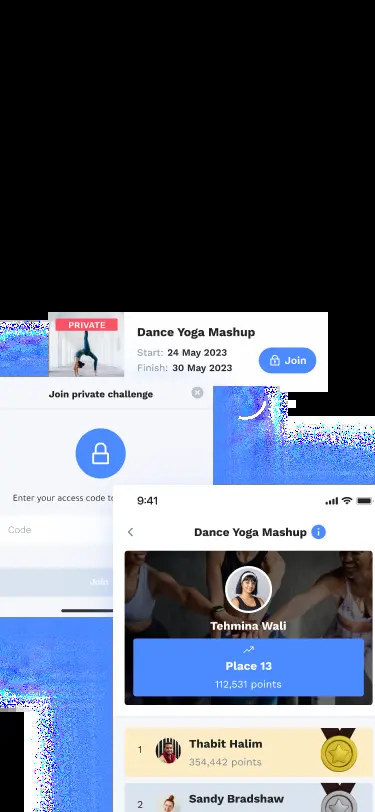 PRIVATE
Dance Yoga Mashup
Start: 24 May 2023
Finish: 30 May 2023
Join
Join private challenge
Enter your access code to
Code
Join
9:41
Dance Yoga Mashup
Tehmina Wali
Place 13
112,531 points
1
Thabit Halim
354,442 points
2
Sandy Bradshaw